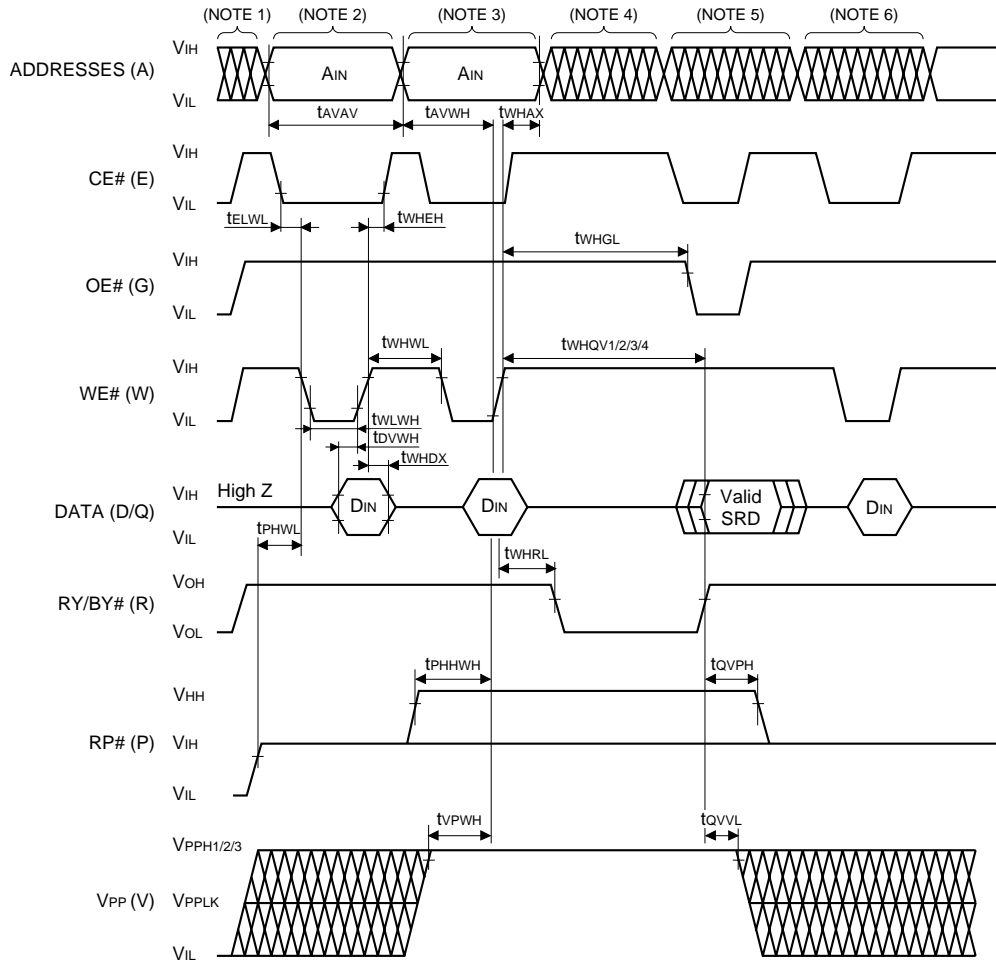 (NOTE 1) (NOTE 2) (NOTE 3) (NOTE 4) (NOTE 5) (NOTE 6)
VIH
ADDRESSES (A)
AIN AIN
VIL
tAVAV tAVWH tWHAX
VIH
CE# (E)
VIL
tELWL tWHEH
tWHGL
VIH
OE# (G)
VIL
tWHWL tWHQV1/2/3/4
VIH
WE# (W)
VIL
tWLWH
tDVWH
tWHDX
VIH High Z
DATA (D/Q)
DIN DIN Valid SRD DIN
VIL
tPHWL
tWHRL
VOH
RY/BY# (R)
VOL
tPHHWH tQVPH
VHH
RP# (P) VIH
VIL
tVPWH tQVVL
VPPH1/2/3
VPP (V) VPPLK
VIL